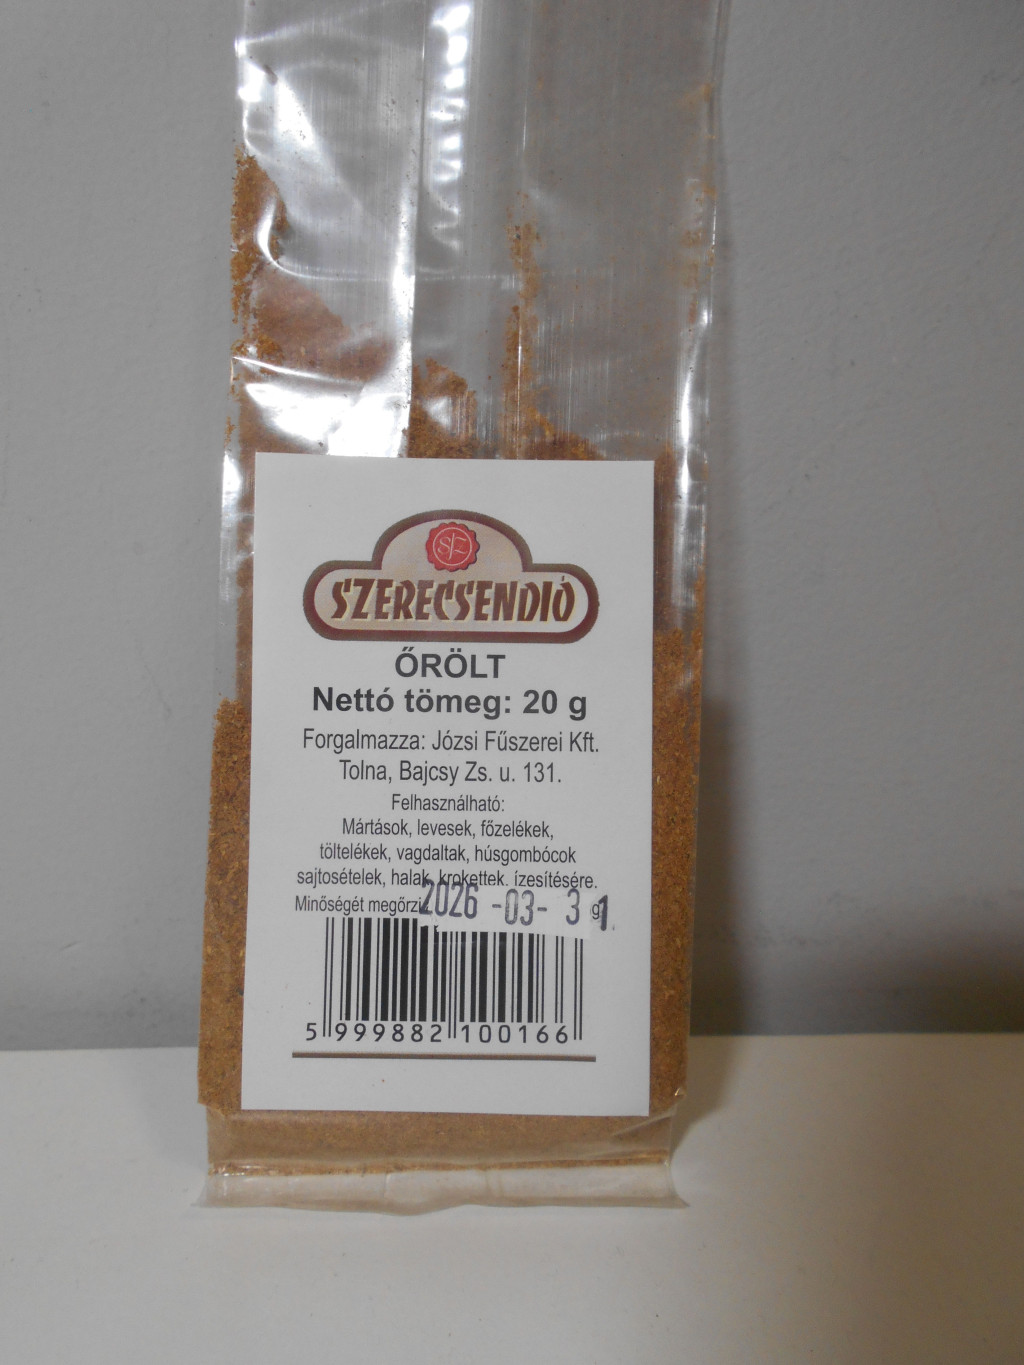 SZ
SZERECSENDIÓ
ŐRÖLT
Nettó tömeg: 20 g
Forgalmazza: Józsi Fűszerei Kft.
Tolna, Bajcsy Zs. u. 131.
Felhasználható:
Mártások, levesek, főzelékek,
töltelékek, vagdaltak, húsgombócok
sajtosételek, halak, krokettek. ízesítésére.
Minőségét megőrzi 2026 -03- 31
5 999882 100166